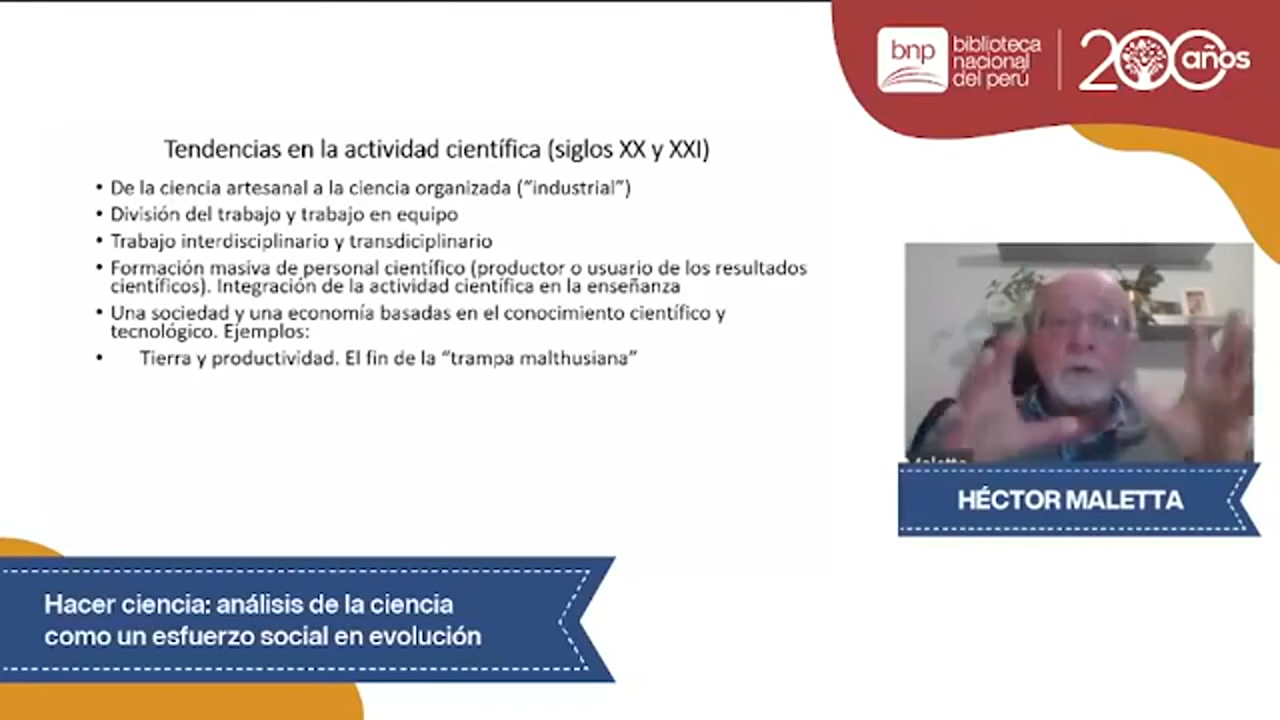 bnp
biblioteca
nacional
del perú
200 años
Tendencias en la actividad científica (siglos XX y XXI)
• De la ciencia artesanal a la ciencia organizada (“industrial”)
• División del trabajo y trabajo en equipo
• Trabajo interdisciplinario y transdiciplinario
• Formación masiva de personal científico (productor o usuario de los resultados
científicos). Integración de la actividad científica en la enseñanza
• Una sociedad y una economía basadas en el conocimiento científico y
tecnológico. Ejemplos:
• Tierra y productividad. El fin de la “trampa malthusiana”
HÉCTOR MALETTA
Hacer ciencia: análisis de la ciencia
como un esfuerzo social en evolución